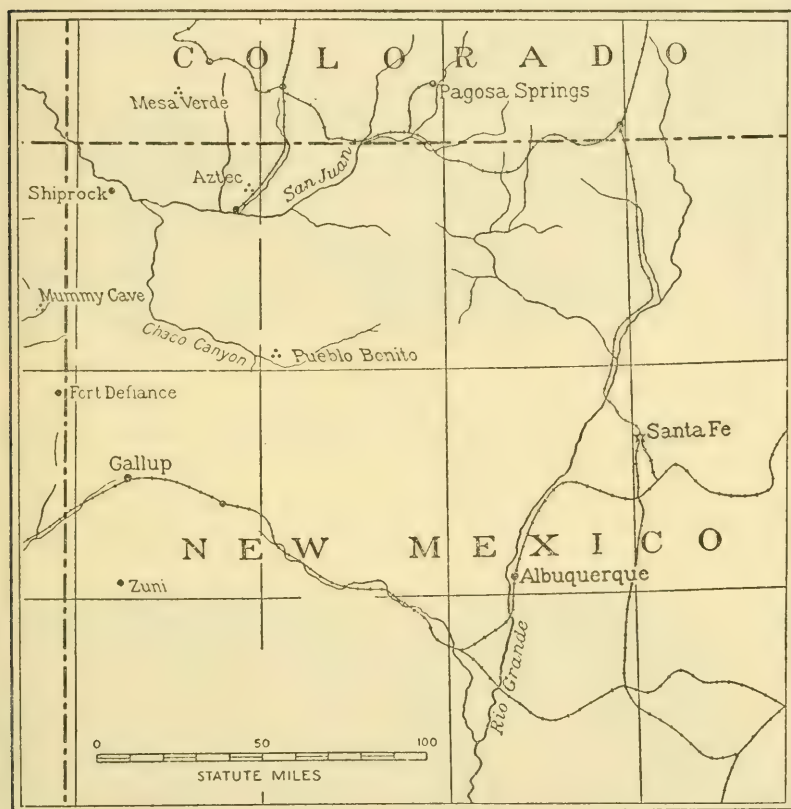 COLORADO
Mesa Verde
Pagosa Springs
Aztec
San Juan
Shiprock
Mummy Cave
Chaco Canyon
Pueblo Bonito
Fort Defiance
Santa Fe
Gallup
NEW MEXICO
Zuni
Albuquerque
Rio Grande
0 50 100
STATUTE MILES